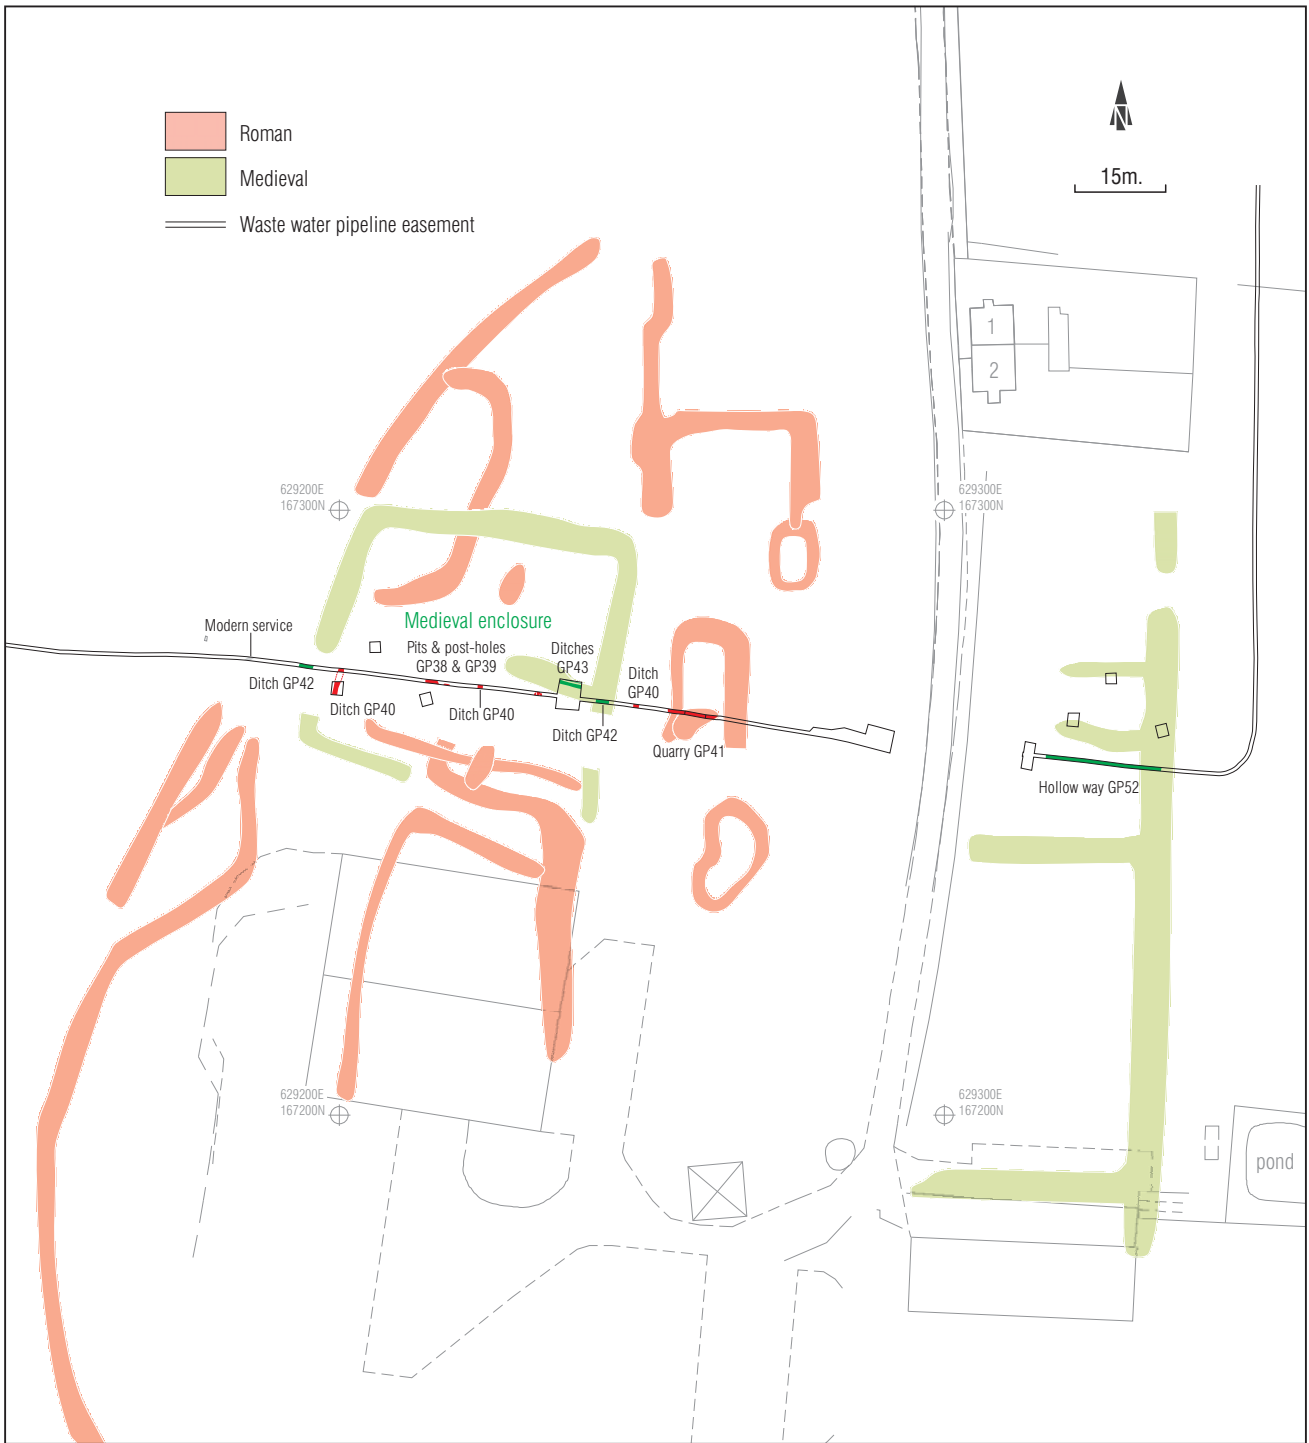 N
15m.
Roman
Medieval
Waste water pipeline easement
1
2
629200E
167300N
629300E
167300N
Medieval enclosure
Modern service
Pits & post-holes
GP38 & GP39
Ditches
GP43
Ditch
GP40
Ditch GP42
Ditch GP40
Ditch GP40
Ditch GP42
Quarry GP41
Hollow way GP52
629200E
167200N
629300E
167200N
pond